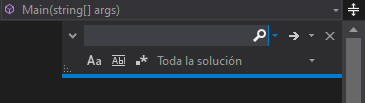 Main(string[] args)
Aa Ab Toda la solución